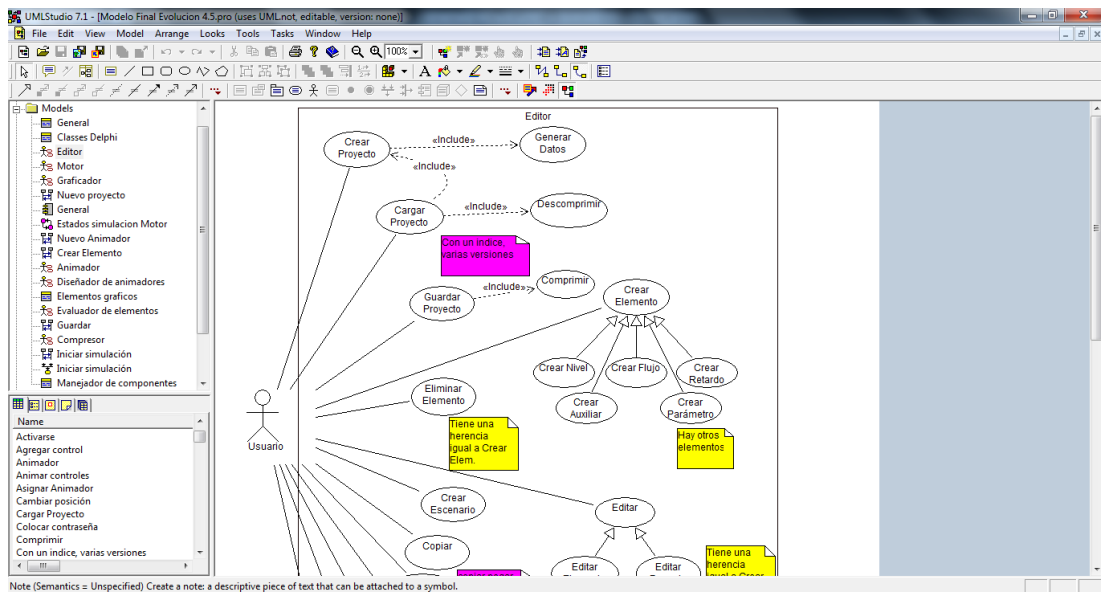 UMLStudio 7.1 - [Modelo Final Evolucion 4.5.pro (uses UML.not, editable, version: none)]
File Edit View Model Arrange Looks Tools Tasks Window Help
100%
Models
General
Classes Delphi
Editor
Motor
Graficador
Nuevo proyecto
General
Estados simulacion Motor
Nuevo Animador
Crear Elemento
Animador
Diseñador de animadores
Elementos graficos
Evaluador de elementos
Guardar
Compresor
Iniciar simulación
Iniciar simulación
Manejador de componentes
Name
Activarse
Agregar control
Animador
Animar controles
Asignar Animador
Cambiar posición
Cargar Proyecto
Colocar contraseña
Comprimir
Con un indice, varias versiones
Editor
Crear
Proyecto
«Include»
Generar
Datos
«Include»
Cargar
Proyecto
«Include»
Descomprimir
Con un indice,
varias versiones
Guardar
Proyecto
«Include»
Comprimir
Crear
Elemento
Crear Nivel
Crear Flujo
Crear
Retardo
Crear
Auxiliar
Crear
Parámetro
Hay otros
elementos
Eliminar
Elemento
Tiene una
herencia
igual a Crear
Elem.
Usuario
Crear
Escenario
Copiar
Editar
Editar
Editar
Tiene una
herencia
Note (Semantics = Unspecified) Create a note: a descriptive piece of text that can be attached to a symbol.